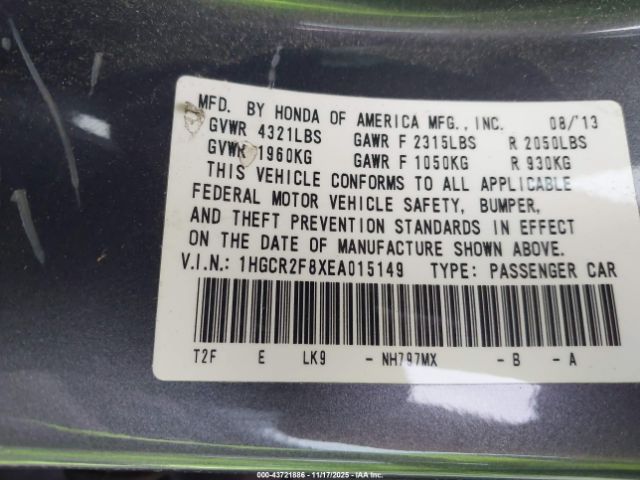 MFD. BY HONDA OF AMERICA MFG., INC. 08/'13
GVWR 4321LBS GAWR F 2315LBS R 2050LBS
GVWR 1960KG GAWR F 1050KG R 930KG
THIS VEHICLE CONFORMS TO ALL APPLICABLE
FEDERAL MOTOR VEHICLE SAFETY, BUMPER,
AND THEFT PREVENTION STANDARDS IN EFFECT
ON THE DATE OF MANUFACTURE SHOWN ABOVE.
V.I.N.: 1HGCR2F8XEA015149 TYPE: PASSENGER CAR
T2F E LK9 - NH797MX - B - A
000-43721886 - 11/17/2025 - IAA Inc.